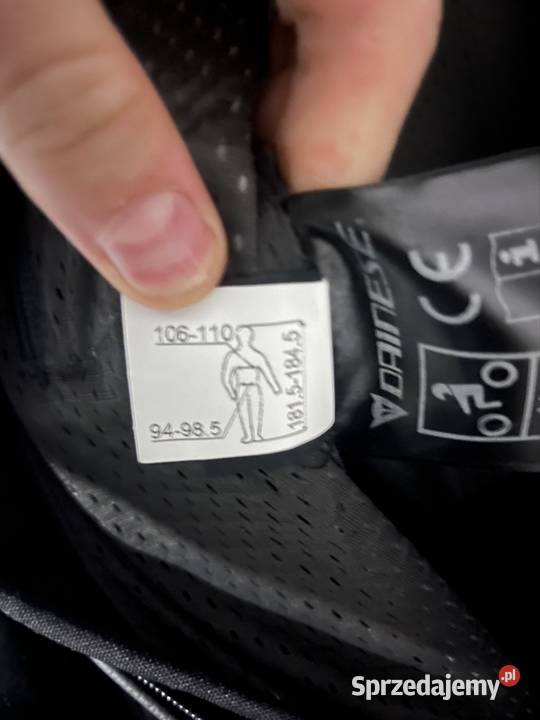 106-110
181.5-184.5
94-98.5
DAINESE
CE
i
Sprzedajemy.pl